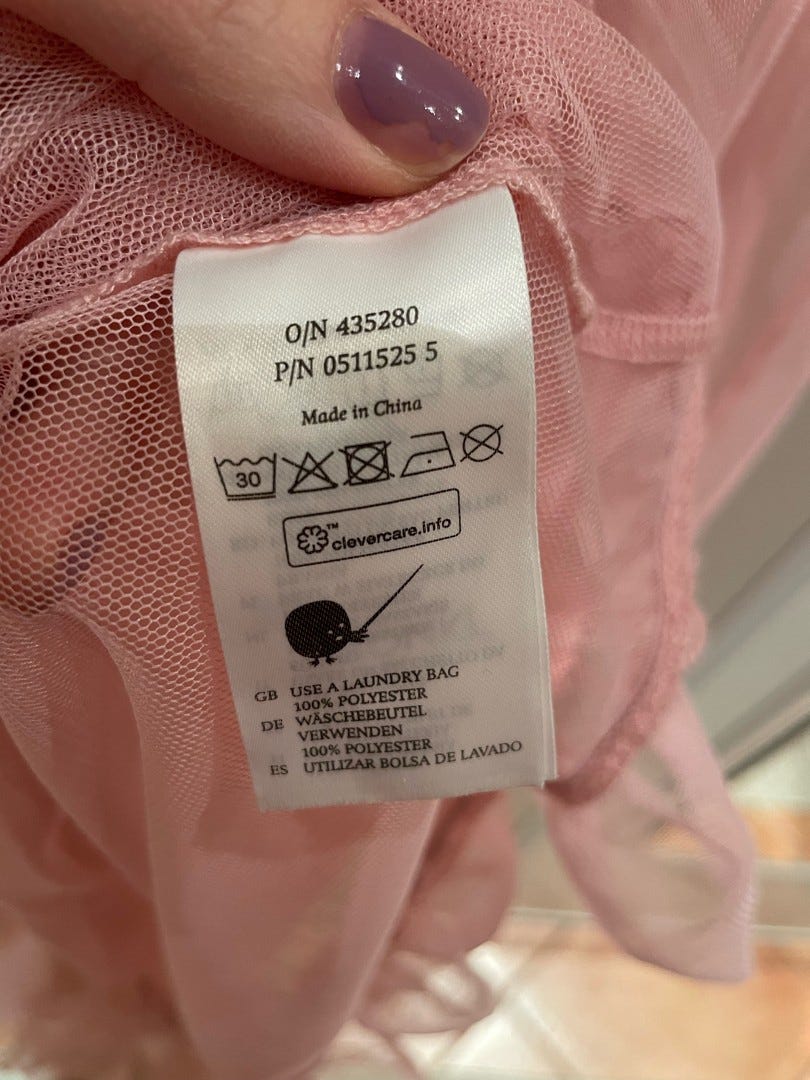 O/N 435280
P/N 0511525 5
Made in China
30
™ clevercare.info
GB USE A LAUNDRY BAG
100% POLYESTER
DE WÄSCHEBEUTEL
VERWENDEN
100% POLYESTER
ES UTILIZAR BOLSA DE LAVADO